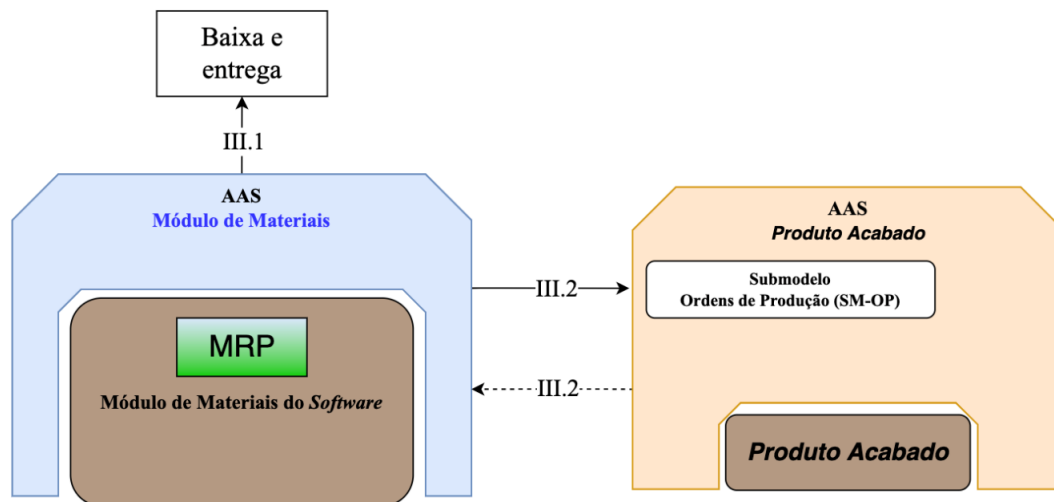 Baixa e
entrega
III.1
AAS
Módulo de Materiais
MRP
Módulo de Materiais do Software
III.2
III.2
AAS
Produto Acabado
Submodelo
Ordens de Produção (SM-OP)
Produto Acabado